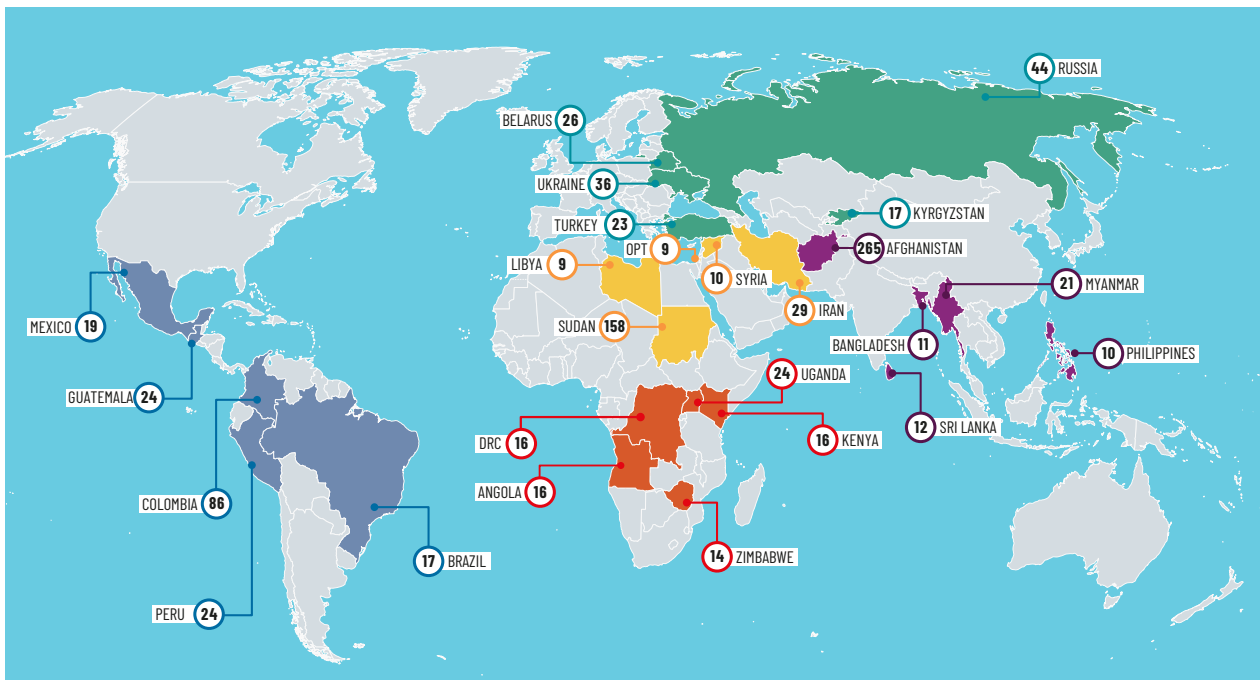 44 RUSSIA
BELARUS 26
UKRAINE 36
17 KYRGYZSTAN
TURKEY 23
OPT 9
265 AFGHANISTAN
LIBYA 9
10 SYRIA
21 MYANMAR
29 IRAN
MEXICO 19
SUDAN 158
BANGLADESH 11
10 PHILIPPINES
24 UGANDA
GUATEMALA 24
12 SRI LANKA
DRC 16
16 KENYA
ANGOLA 16
COLOMBIA 86
14 ZIMBABWE
17 BRAZIL
PERU 24